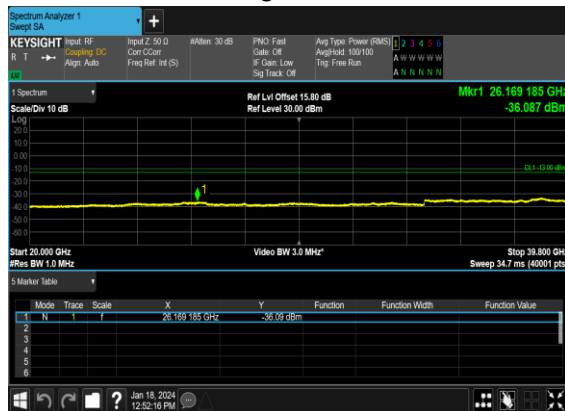 Spectrum Analyzer 1
Swept SA
KEYSIGHT Input: RF Input Z: 50 Ω #Atten: 30 dB PNO: Fast Avg Type: Power (RMS) 1 2 3 4 5 6
R T Coupling: DC Corr CCorr Gate: Off Avg|Hold: 100/100 A W W W W W
Align: Auto Freq Ref: Int (S) IF Gain: Low Trig: Free Run
Sig Track: Off A N N N N N
1 Spectrum Ref Lvl Offset 15.80 dB Mkr1 26.169 185 GHz
Scale/Div 10 dB Ref Level 30.00 dBm -36.087 dBm
Log
20.0
10.0
0.00
-10.0 DL1 -13.00 dBm
-20.0
-30.0 1
-40.0
-50.0
-60.0
Start 20.000 GHz Video BW 3.0 MHz* Stop 39.800 GHz
#Res BW 1.0 MHz Sweep 34.7 ms (40001 pts
5 Marker Table
Mode Trace Scale X Y Function Function Width Function Value
1 N 1 f 26.169 185 GHz -36.09 dBm
2
3
4
5
6
? Jan 18, 2024
12:52:16 PM